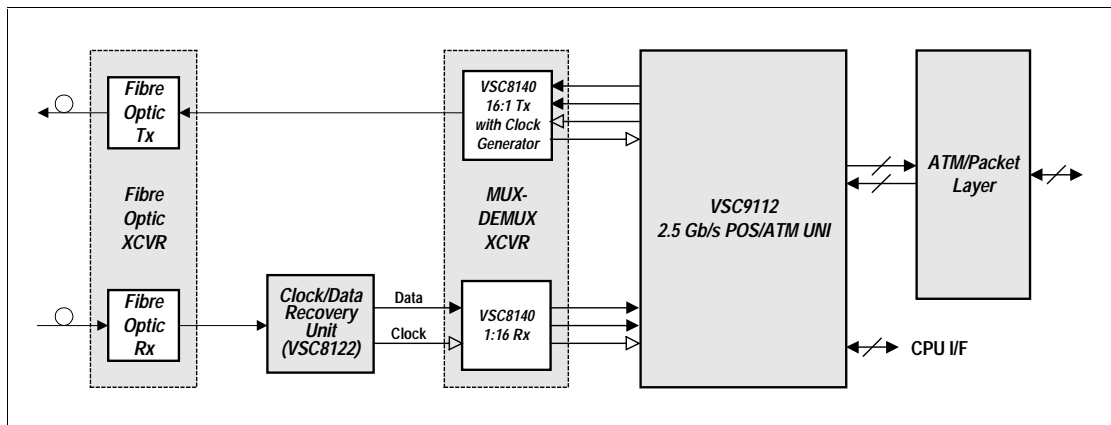 Fibre
Optic
Tx
Fibre
Optic
XCVR
Fibre
Optic
Rx
Clock/Data
Recovery
Unit
(VSC8122)
Data
Clock
VSC8140
16:1 Tx
with Clock
Generator
MUX-
DEMUX
XCVR
VSC8140
1:16 Rx
VSC9112
2.5 Gb/s POS/ATM UNI
ATM/Packet
Layer
CPU I/F